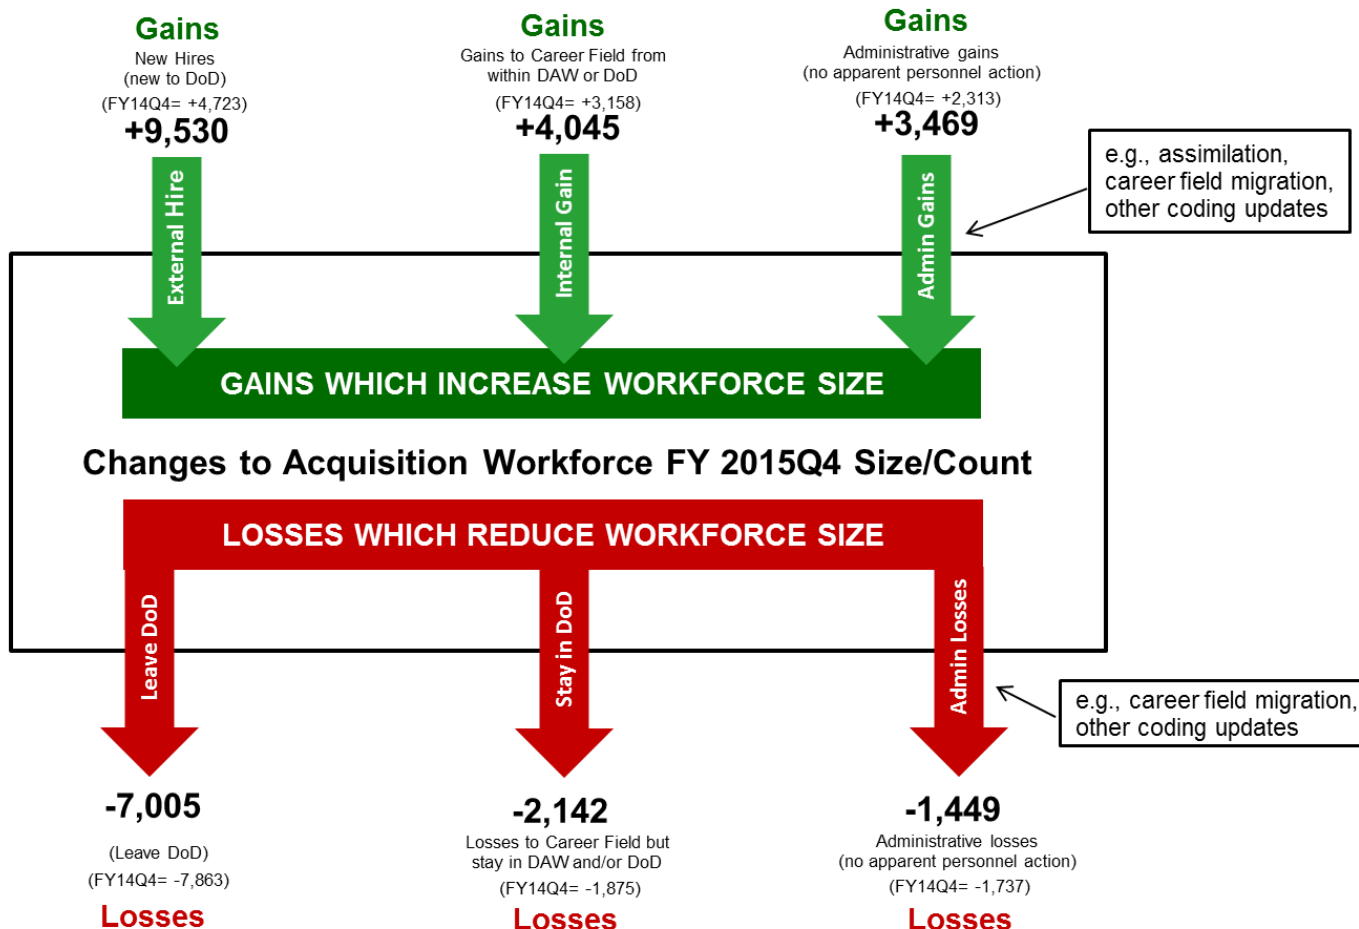 Gains
New Hires
(new to DoD)
(FY14Q4= +4,723)
+9,530
External Hire
Gains
Gains to Career Field from
within DAW or DoD
(FY14Q4= +3,158)
+4,045
Internal Gain
Gains
Administrative gains
(no apparent personnel action)
(FY14Q4= +2,313)
+3,469
Admin Gains
e.g., assimilation,
career field migration,
other coding updates
GAINS WHICH INCREASE WORKFORCE SIZE
Changes to Acquisition Workforce FY 2015Q4 Size/Count
LOSSES WHICH REDUCE WORKFORCE SIZE
Leave DoD
-7,005
(Leave DoD)
(FY14Q4= -7,863)
Losses
Stay in DoD
-2,142
Losses to Career Field but
stay in DAW and/or DoD
(FY14Q4= -1,875)
Losses
Admin Losses
-1,449
Administrative losses
(no apparent personnel action)
(FY14Q4= -1,737)
Losses
e.g., career field migration,
other coding updates